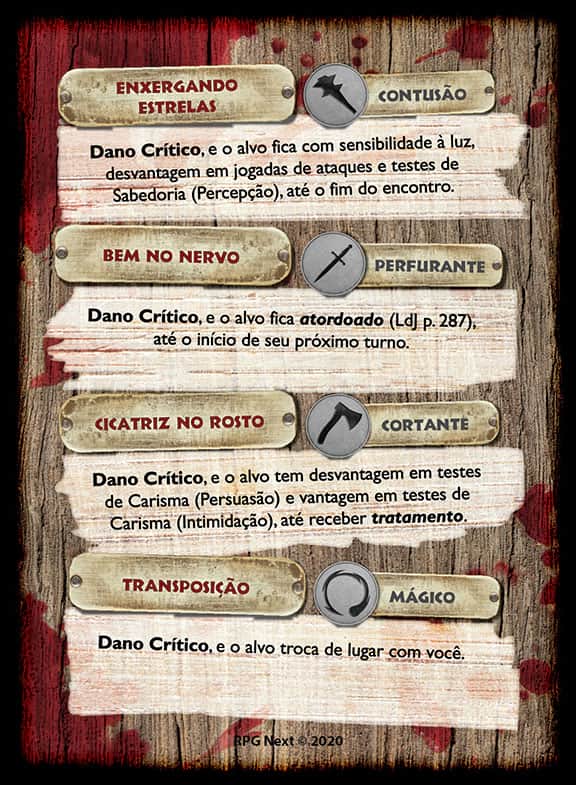 ENXERGANDO
ESTRELAS
CONTUSÃO
Dano Crítico, e o alvo fica com sensibilidade à luz,
desvantagem em jogadas de ataques e testes de
Sabedoria (Percepção), até o fim do encontro.
BEM NO NERVO
PERFURANTE
Dano Crítico, e o alvo fica atordoado (LdJ p. 287),
até o início de seu próximo turno.
CICATRIZ NO ROSTO
CORTANTE
Dano Crítico, e o alvo tem desvantagem em testes
de Carisma (Persuasão) e vantagem em testes de
Carisma (Intimidação), até receber tratamento.
TRANSPOSIÇÃO
MÁGICO
Dano Crítico, e o alvo troca de lugar com você.
RPG Next © 2020